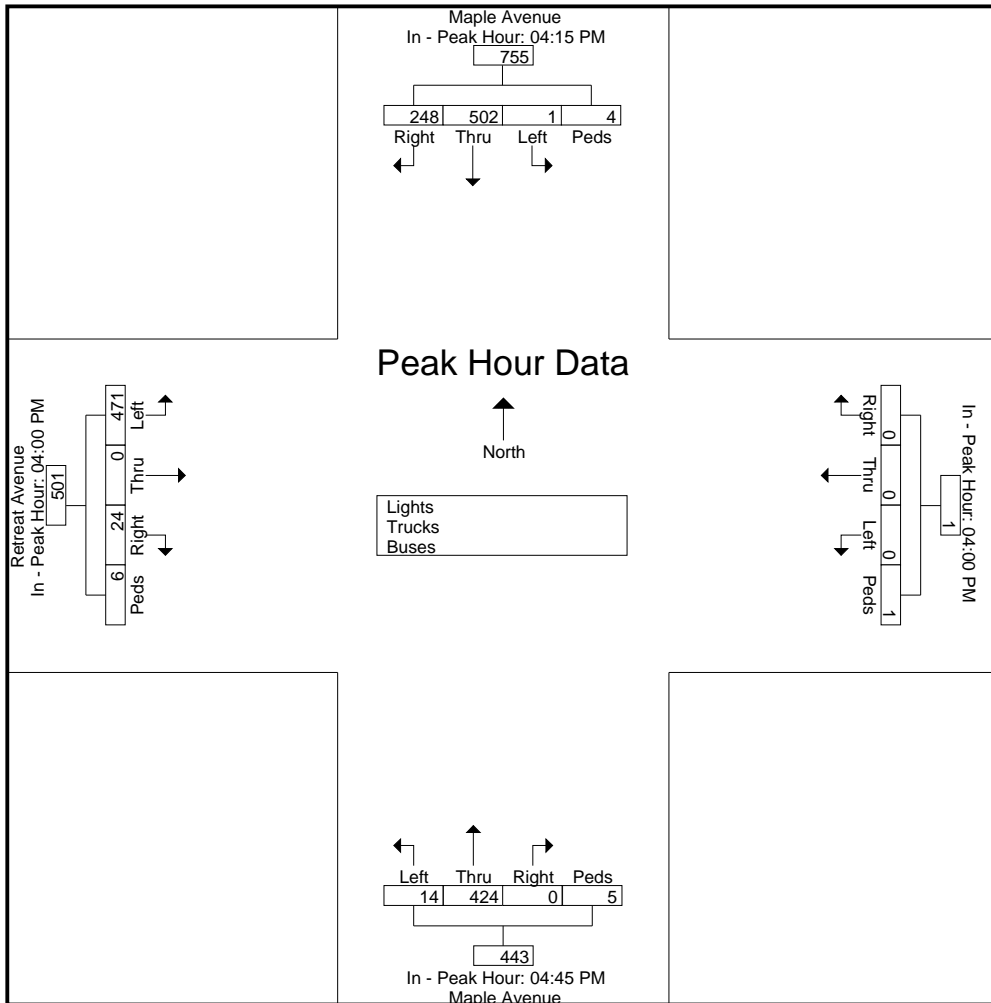 Maple Avenue
In - Peak Hour: 04:15 PM
755
248 502 1 4
Right Thru Left Peds
Peak Hour Data
North
Lights
Trucks
Buses
Retreat Avenue
In - Peak Hour: 04:00 PM
501
471 0 24 6
Left Thru Right Peds
In - Peak Hour: 04:00 PM
1
0 0 0 1
Right Thru Left Peds
Left Thru Right Peds
14 424 0 5
443
In - Peak Hour: 04:45 PM
Maple Avenue